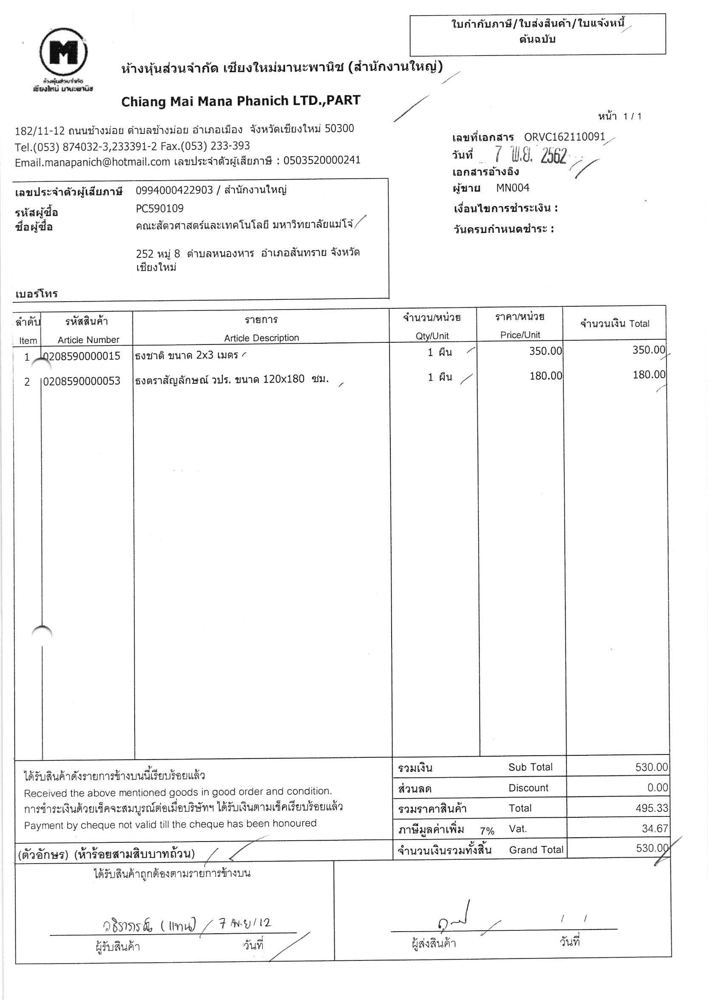 ใบกำกับภาษี/ใบส่งสินค้า/ใบแจ้งหนี้
ต้นฉบับ
M
ห้างหุ้นส่วนจำกัด
เชียงใหม่ มานะพานิช
ห้างหุ้นส่วนจำกัด เชียงใหม่มานะพานิช (สำนักงานใหญ่)
Chiang Mai Mana Phanich LTD.,PART
หน้า 1 / 1
182/11-12 ถนนช้างม่อย ตำบลช้างม่อย อำเภอเมือง จังหวัดเชียงใหม่ 50300
Tel.(053) 874032-3,233391-2 Fax.(053) 233-393
Email.manapanich@hotmail.com เลขประจำตัวผู้เสียภาษี : 0503520000241
เลขที่เอกสาร ORVC162110091
วันที่ 7 พ.ย. 2562
เอกสารอ้างอิง
ผู้ขาย MN004
เงื่อนไขการชำระเงิน :
วันครบกำหนดชำระ :
เลขประจำตัวผู้เสียภาษี 0994000422903 / สำนักงานใหญ่
รหัสผู้ซื้อ PC590109
ชื่อผู้ซื้อ คณะสัตวศาสตร์และเทคโนโลยี มหาวิทยาลัยแม่โจ้
252 หมู่ 8 ตำบลหนองหาร อำเภอสันทราย จังหวัด
เชียงใหม่
เบอร์โทร
ลำดับ รหัสสินค้า รายการ จำนวน/หน่วย ราคา/หน่วย จำนวนเงิน Total
Item Article Number Article Description Qty/Unit Price/Unit
1 0208590000015 ธงชาติ ขนาด 2x3 เมตร 1 ผืน 350.00 350.00
2 0208590000053 ธงตราสัญลักษณ์ วปร. ขนาด 120x180 ซม. 1 ผืน 180.00 180.00
ได้รับสินค้าดังรายการข้างบนนี้เรียบร้อยแล้ว
Received the above mentioned goods in good order and condition.
การชำระเงินด้วยเช็คจะสมบูรณ์ต่อเมื่อบริษัทฯ ได้รับเงินตามเช็คเรียบร้อยแล้ว
Payment by cheque not valid till the cheque has been honoured
รวมเงิน Sub Total 530.00
ส่วนลด Discount 0.00
รวมราคาสินค้า Total 495.33
ภาษีมูลค่าเพิ่ม 7% Vat. 34.67
จำนวนเงินรวมทั้งสิ้น Grand Total 530.00
(ตัวอักษร) (ห้าร้อยสามสิบบาทถ้วน)
ได้รับสินค้าถูกต้องตามรายการข้างบน
(แทน) / 7 พ.ย / 12
/ /
ผู้รับสินค้า วันที่
ผู้ส่งสินค้า วันที่